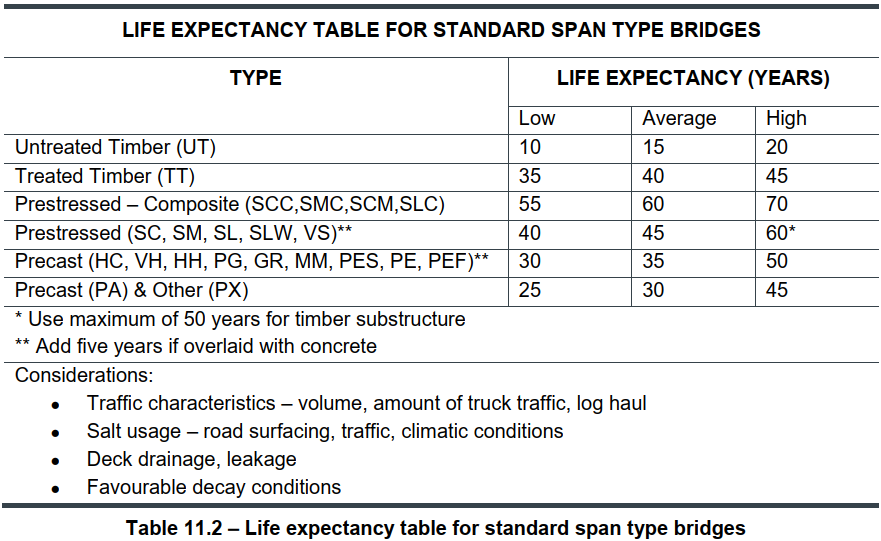 LIFE EXPECTANCY TABLE FOR STANDARD SPAN TYPE BRIDGES
TYPE LIFE EXPECTANCY (YEARS)
Low Average High
Untreated Timber (UT) 10 15 20
Treated Timber (TT) 35 40 45
Prestressed – Composite (SCC,SMC,SCM,SLC) 55 60 70
Prestressed (SC, SM, SL, SLW, VS)** 40 45 60*
Precast (HC, VH, HH, PG, GR, MM, PES, PE, PEF)** 30 35 50
Precast (PA) & Other (PX) 25 30 45
* Use maximum of 50 years for timber substructure
** Add five years if overlaid with concrete
Considerations:
• Traffic characteristics – volume, amount of truck traffic, log haul
• Salt usage – road surfacing, traffic, climatic conditions
• Deck drainage, leakage
• Favourable decay conditions
Table 11.2 – Life expectancy table for standard span type bridges